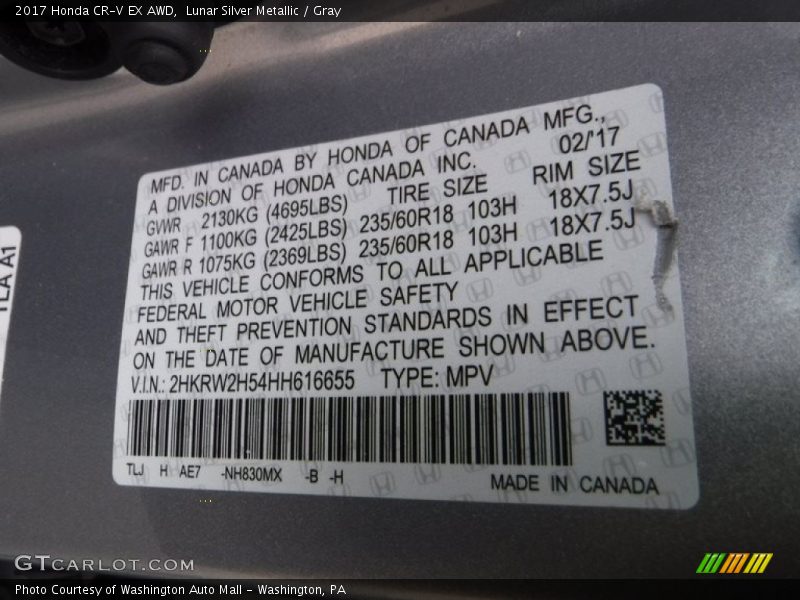 2017 Honda CR-V EX AWD, Lunar Silver Metallic / Gray
MFD. IN CANADA BY HONDA OF CANADA MFG.,
A DIVISION OF HONDA CANADA INC. 02/'17
GVWR 2130KG (4695LBS) TIRE SIZE RIM SIZE
GAWR F 1100KG (2425LBS) 235/60R18 103H 18X7.5J
GAWR R 1075KG (2369LBS) 235/60R18 103H 18X7.5J
THIS VEHICLE CONFORMS TO ALL APPLICABLE
FEDERAL MOTOR VEHICLE SAFETY
AND THEFT PREVENTION STANDARDS IN EFFECT
ON THE DATE OF MANUFACTURE SHOWN ABOVE.
V.I.N.: 2HKRW2H54HH616655 TYPE: MPV
TLJ H AE7 -NH830MX -B -H
MADE IN CANADA
TLA A1
GTCARLOT.COM
Photo Courtesy of Washington Auto Mall - Washington, PA